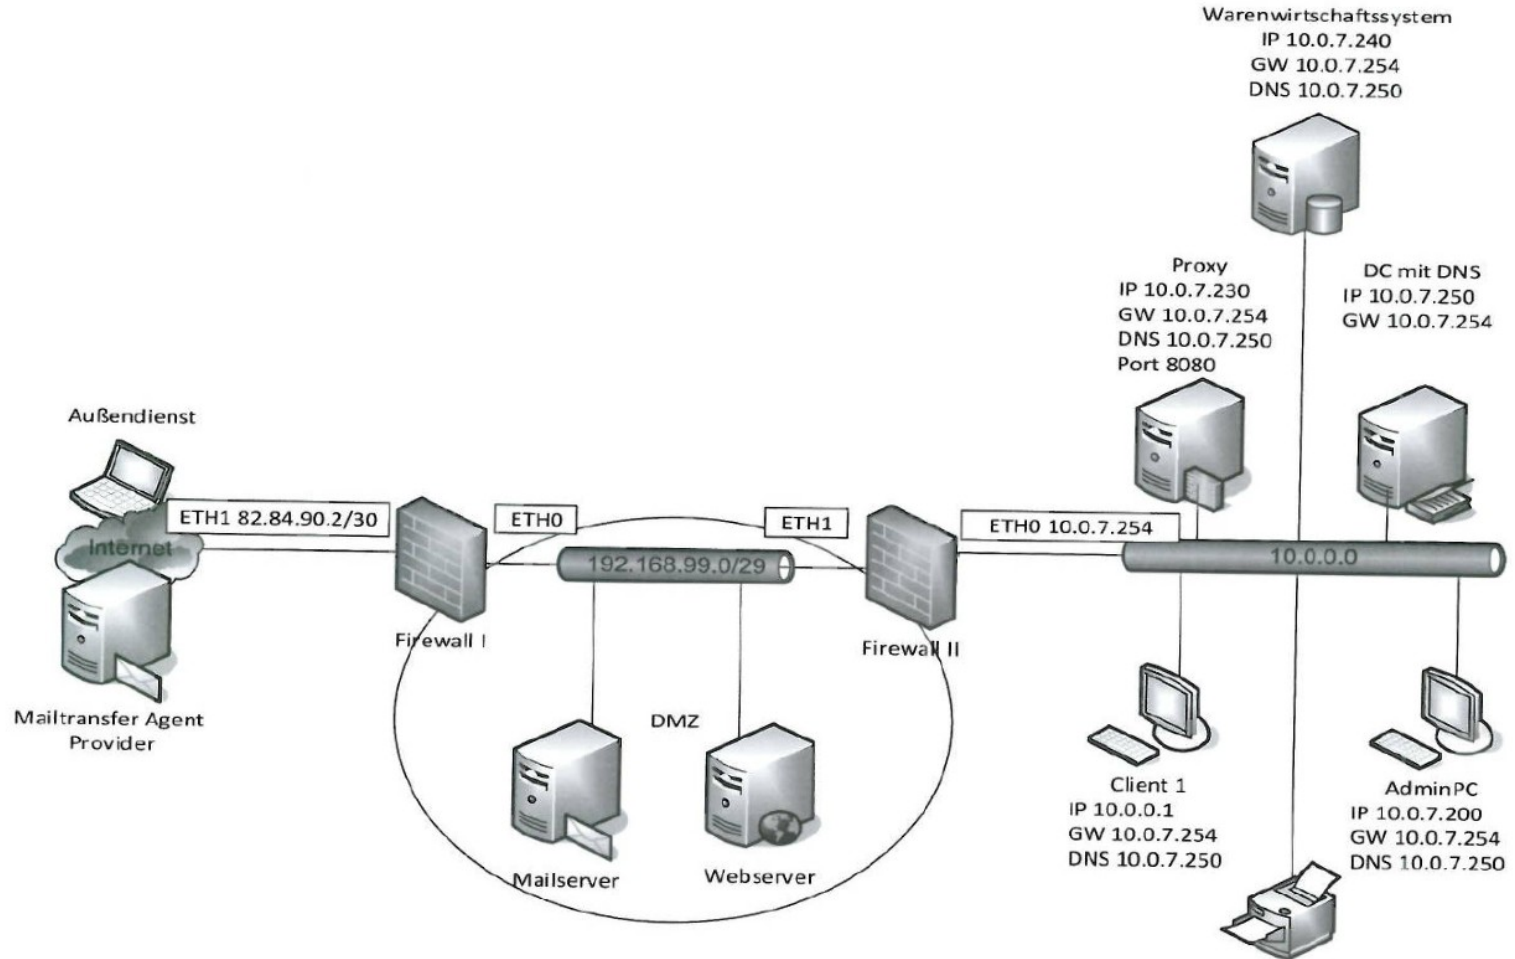 Warenwirtschaftssystem
IP 10.0.7.240
GW 10.0.7.254
DNS 10.0.7.250
Proxy
IP 10.0.7.230
GW 10.0.7.254
DNS 10.0.7.250
Port 8080
DC mit DNS
IP 10.0.7.250
GW 10.0.7.254
Außendienst
ETH1 82.84.90.2/30
Internet
Mailtransfer Agent
Provider
Firewall I
ETH0
192.168.99.0/29
ETH1
Firewall II
ETH0 10.0.7.254
10.0.0.0
DMZ
Mailserver
Webserver
Client 1
IP 10.0.0.1
GW 10.0.7.254
DNS 10.0.7.250
AdminPC
IP 10.0.7.200
GW 10.0.7.254
DNS 10.0.7.250